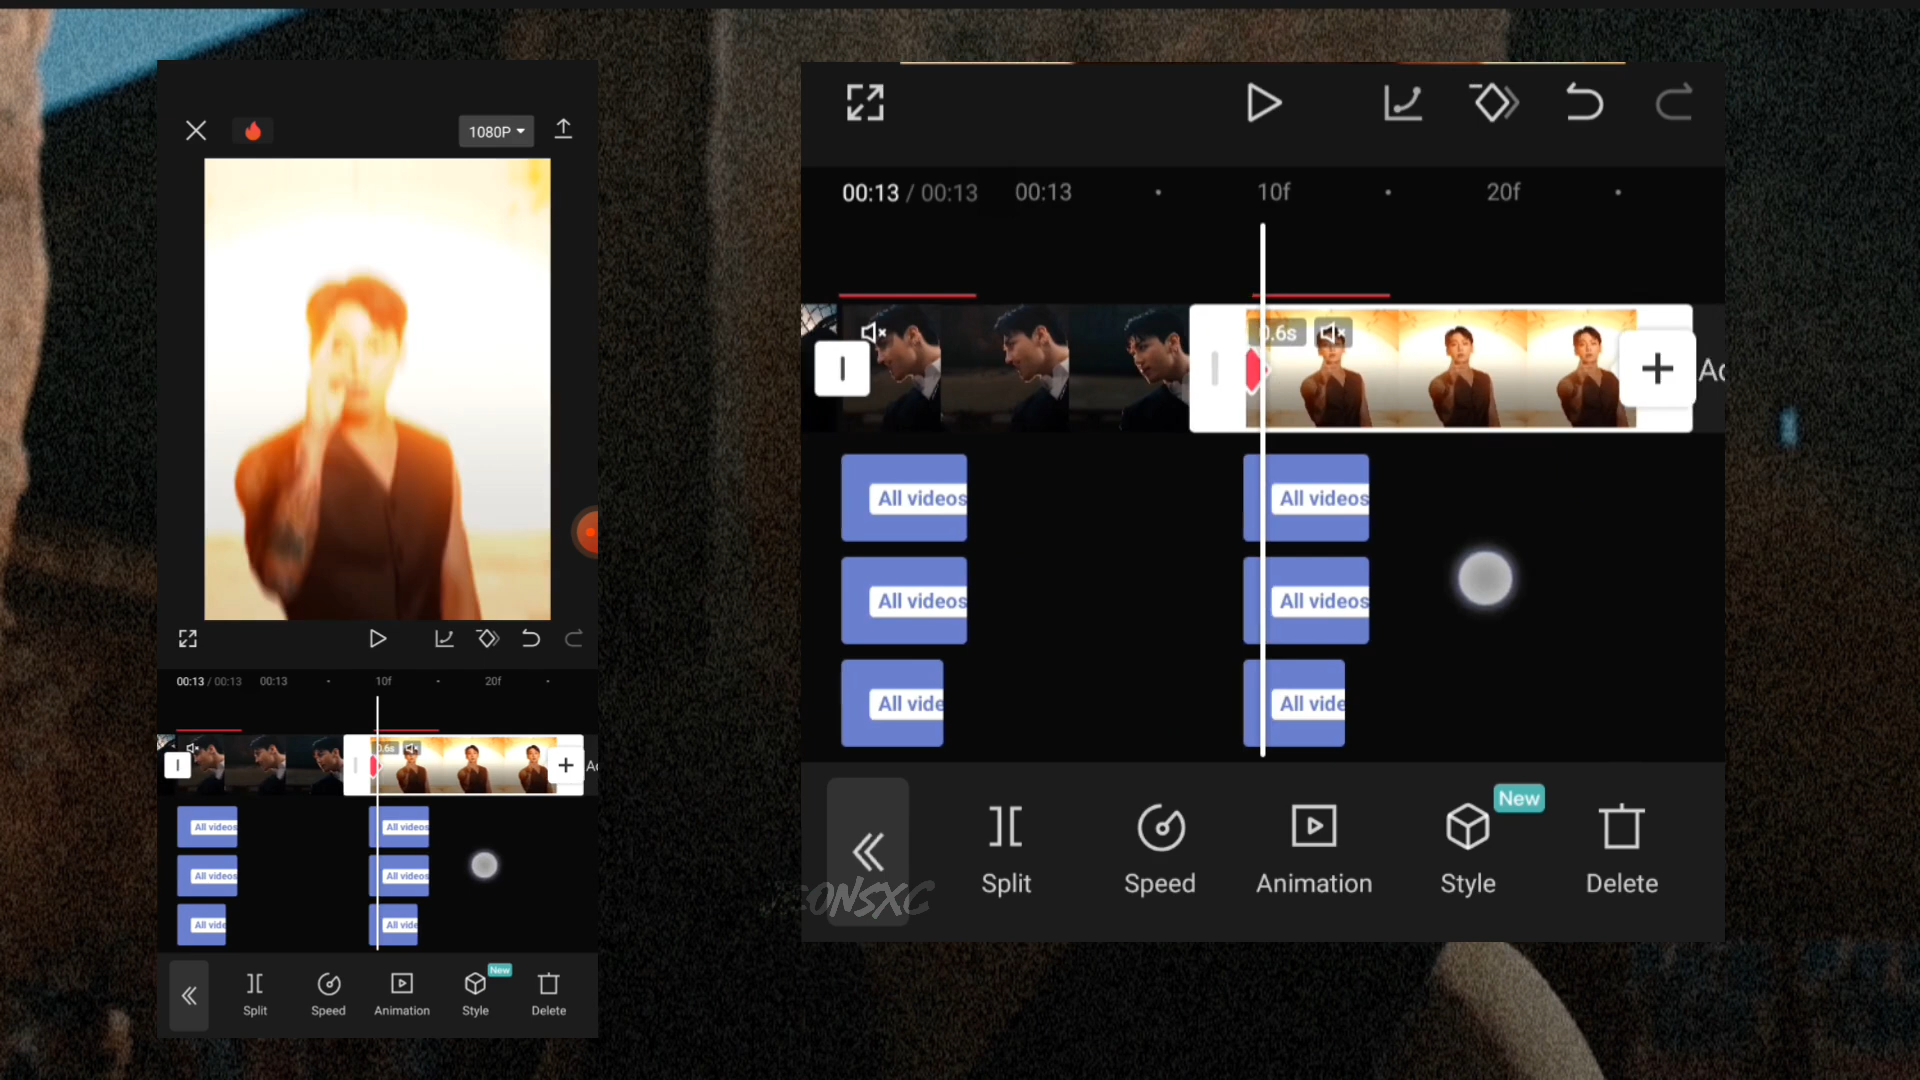 1080P
00:13 / 00:13 00:13 10f 20f
0.6s
All videos All videos
All videos All videos
All vide All vide
Split Speed Animation Style New Delete
00:13 / 00:13 00:13 10f 20f
0.6s
All videos All videos
All videos All videos
All vide All vide
Split Speed Animation Style New Delete